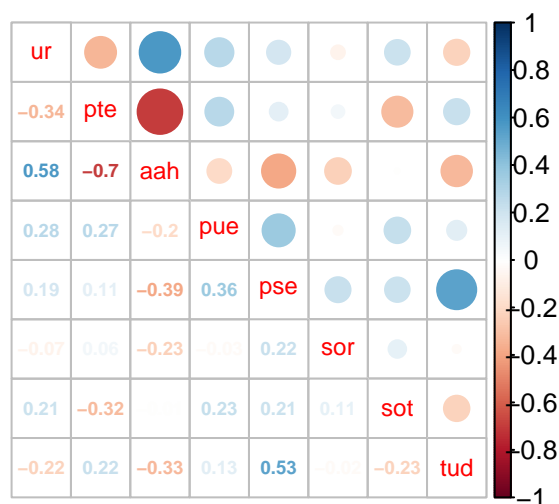 ur
−0.34 pte
0.58 −0.7 aah
0.28 0.27 −0.2 pue
0.19 0.11 −0.39 0.36 pse
−0.07 0.06 −0.23 −0.03 0.22 sor
0.21 −0.32 0.23 0.21 0.11 sot
−0.22 0.22 −0.33 0.13 0.53 −0.02 −0.23 tud
1
0.8
0.6
0.4
0.2
0
−0.2
−0.4
−0.6
−0.8
−1